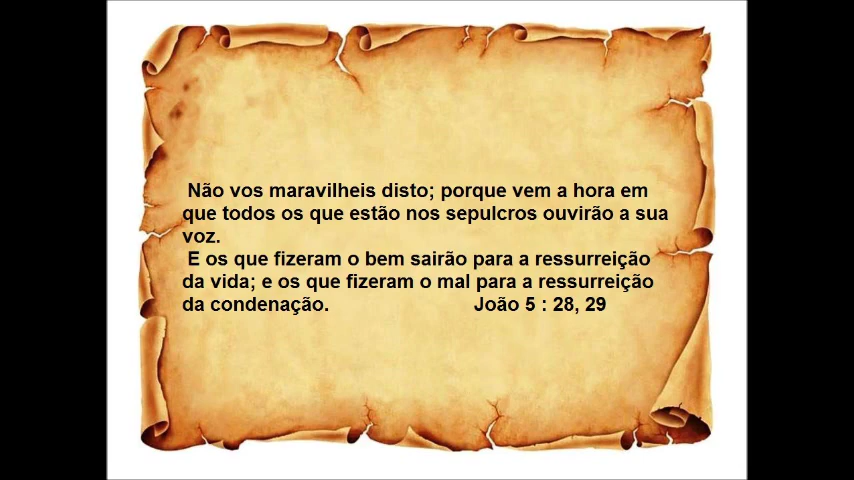 Não vos maravilheis disto; porque vem a hora em
que todos os que estão nos sepulcros ouvirão a sua
voz.
E os que fizeram o bem sairão para a ressurreição
da vida; e os que fizeram o mal para a ressurreição
da condenação. João 5 : 28, 29